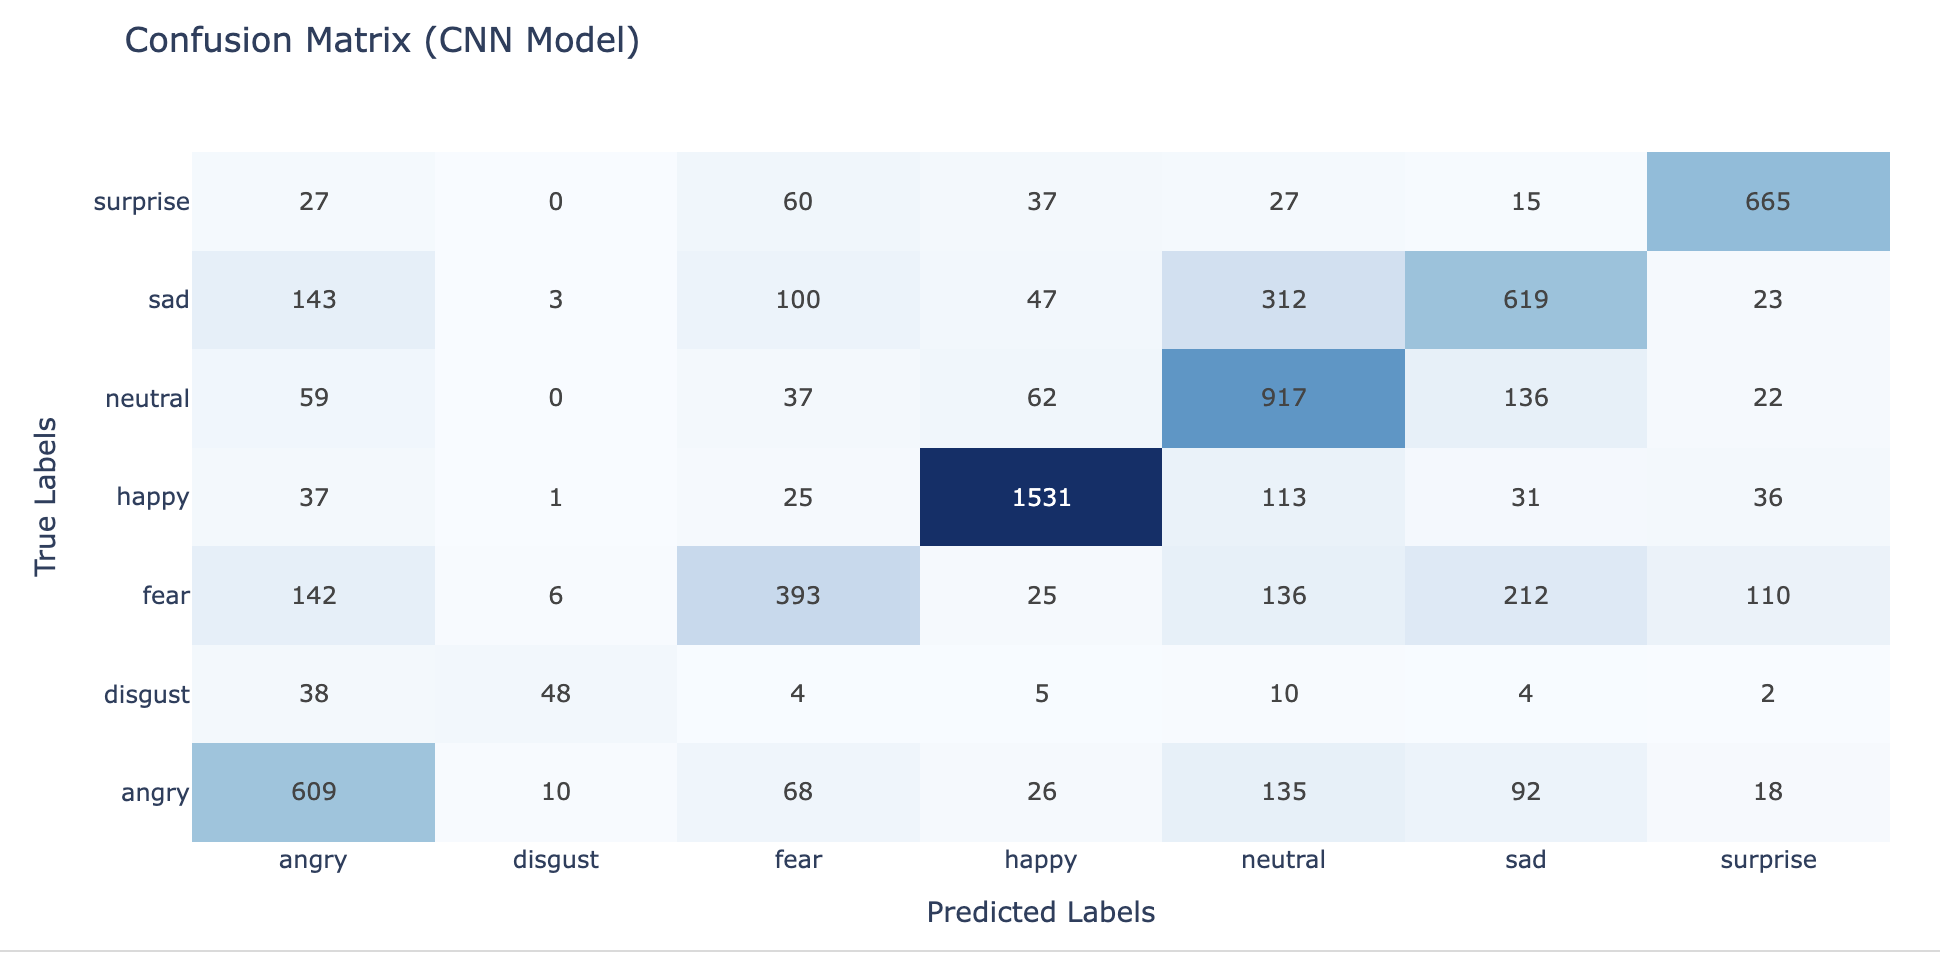 Confusion Matrix (CNN Model)
True Labels
surprise 27 0 60 37 27 15 665
sad 143 3 100 47 312 619 23
neutral 59 0 37 62 917 136 22
happy 37 1 25 1531 113 31 36
fear 142 6 393 25 136 212 110
disgust 38 48 4 5 10 4 2
angry 609 10 68 26 135 92 18
angry disgust fear happy neutral sad surprise
Predicted Labels